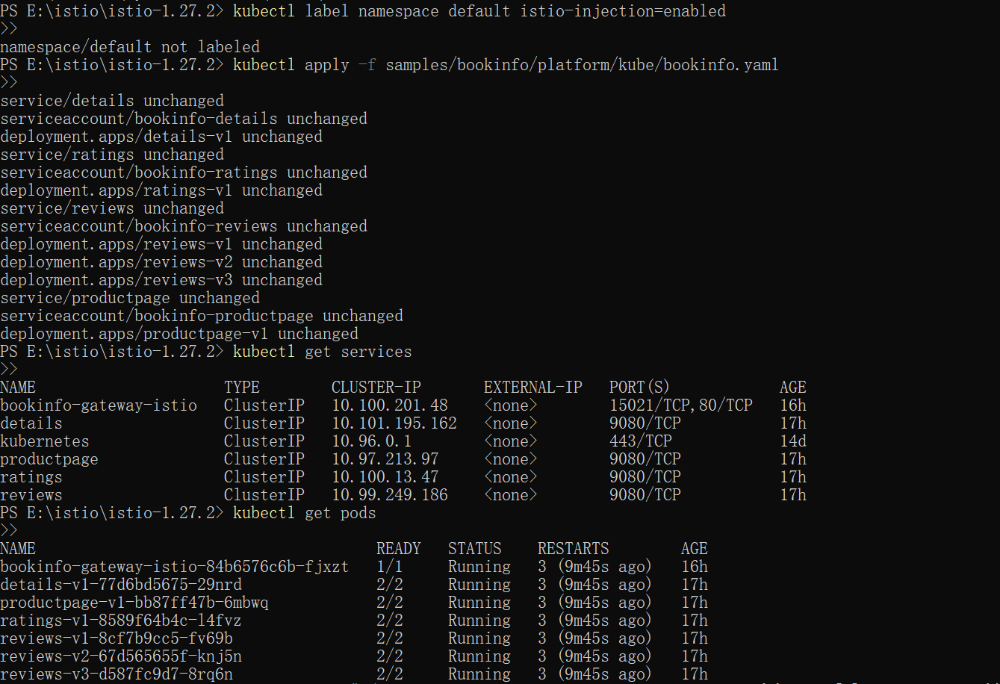 PS E:\istio\istio-1.27.2> kubectl label namespace default istio-injection=enabled
>>
namespace/default not labeled
PS E:\istio\istio-1.27.2> kubectl apply -f samples/bookinfo/platform/kube/bookinfo.yaml
>>
service/details unchanged
serviceaccount/bookinfo-details unchanged
deployment.apps/details-v1 unchanged
service/ratings unchanged
serviceaccount/bookinfo-ratings unchanged
deployment.apps/ratings-v1 unchanged
service/reviews unchanged
serviceaccount/bookinfo-reviews unchanged
deployment.apps/reviews-v1 unchanged
deployment.apps/reviews-v2 unchanged
deployment.apps/reviews-v3 unchanged
service/productpage unchanged
serviceaccount/bookinfo-productpage unchanged
deployment.apps/productpage-v1 unchanged
PS E:\istio\istio-1.27.2> kubectl get services
>>
NAME TYPE CLUSTER-IP EXTERNAL-IP PORT(S) AGE
bookinfo-gateway-istio ClusterIP 10.100.201.48 <none> 15021/TCP,80/TCP 16h
details ClusterIP 10.101.195.162 <none> 9080/TCP 17h
kubernetes ClusterIP 10.96.0.1 <none> 443/TCP 14d
productpage ClusterIP 10.97.213.97 <none> 9080/TCP 17h
ratings ClusterIP 10.100.13.47 <none> 9080/TCP 17h
reviews ClusterIP 10.99.249.186 <none> 9080/TCP 17h
PS E:\istio\istio-1.27.2> kubectl get pods
>>
NAME READY STATUS RESTARTS AGE
bookinfo-gateway-istio-84b6576c6b-fjxzt 1/1 Running 3 (9m45s ago) 16h
details-v1-77d6bd5675-29nrd 2/2 Running 3 (9m45s ago) 17h
productpage-v1-bb87ff47b-6mbwq 2/2 Running 3 (9m45s ago) 17h
ratings-v1-8589f64b4c-l4fvz 2/2 Running 3 (9m45s ago) 17h
reviews-v1-8cf7b9cc5-fv69b 2/2 Running 3 (9m45s ago) 17h
reviews-v2-67d565655f-knj5n 2/2 Running 3 (9m45s ago) 17h
reviews-v3-d587fc9d7-8rq6n 2/2 Running 3 (9m45s ago) 17h